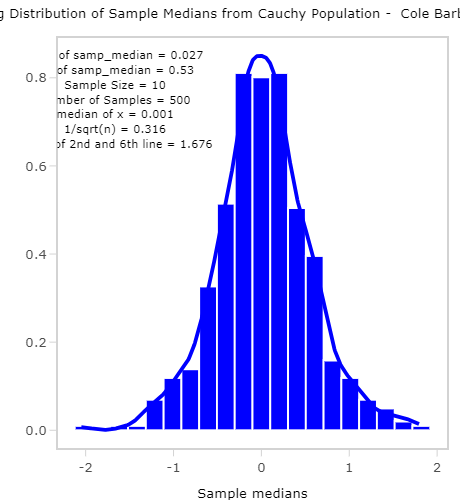 g Distribution of Sample Medians from Cauchy Population - Cole Barb
of samp_median = 0.027
of samp_median = 0.53
Sample Size = 10
mber of Samples = 500
median of x = 0.001
1/sqrt(n) = 0.316
of 2nd and 6th line = 1.676
0.8
0.6
0.4
0.2
0.0
-2 -1 0 1 2
Sample medians